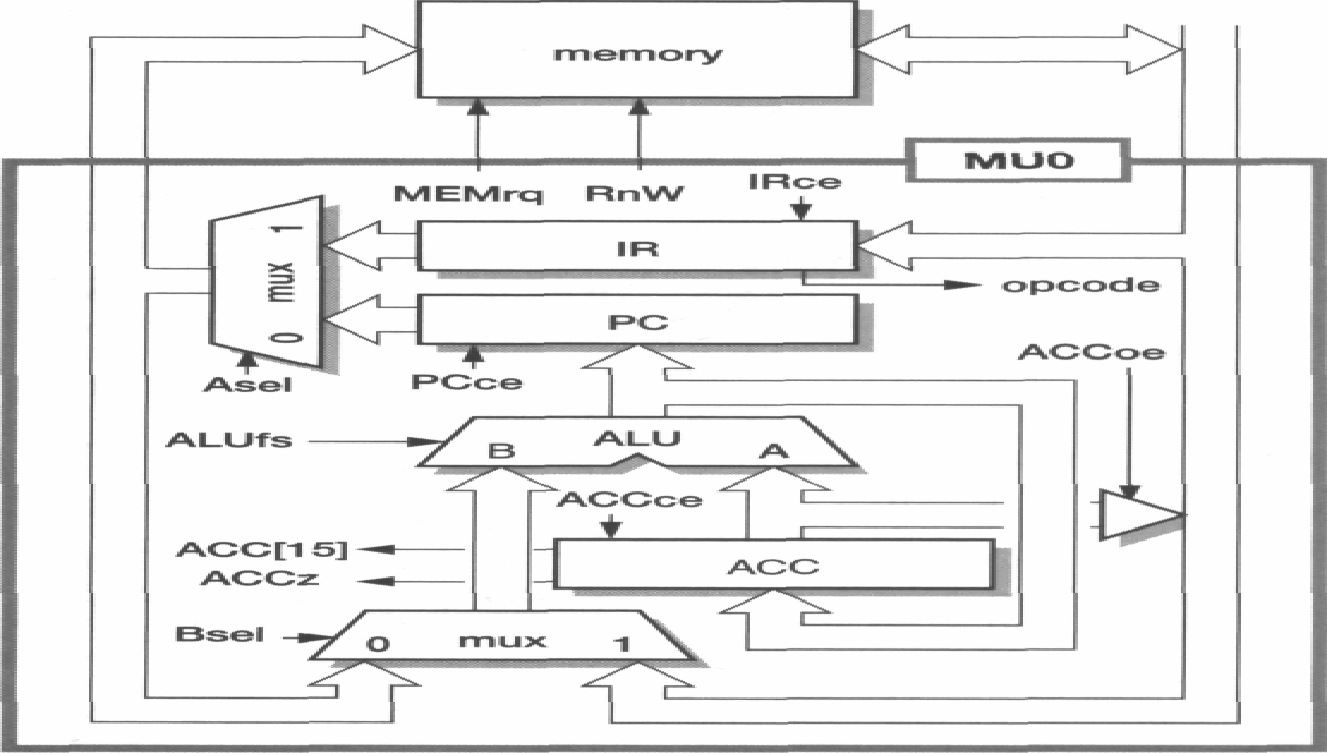 memory
MU0
MEMrq RnW IRce
1 mux 0
IR
opcode
PC
ACCoe
Asel PCce
ALUfs B ALU A
ACCce
ACC[15]
ACCz
ACC
Bsel 0 mux 1